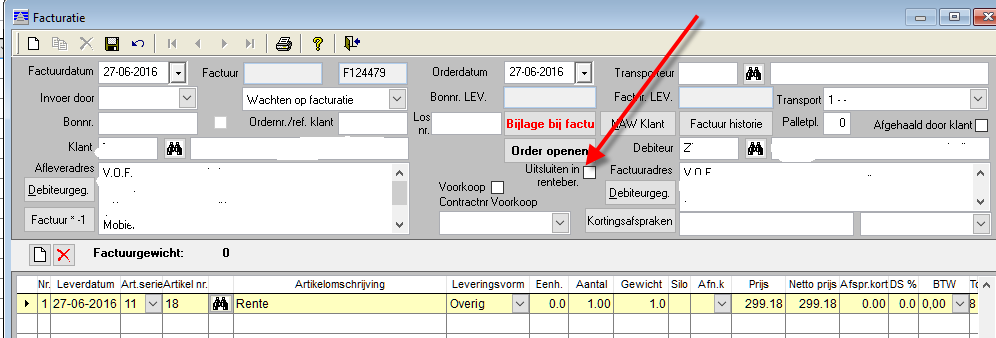 Facturatie
Factuurdatum 27-06-2016 Factuur F124479 Orderdatum 27-06-2016 Transporteur
Invoer door Wachten op facturatie Bonnr. LEV. Factnr. LEV. Transport 1 - -
Bonnr. Ordernr./ref. klant Los nr. Bijlage bij factu NAW Klant Factuur historie Palletpl. 0 Afgehaald door klant
Klant Order openen Debiteur Z
Afleveradres V.O.F. Uitsluiten in renteber. Factuuradres V.O.F
Debiteurgeg. Voorkoop Debiteurgeg.
Contractnr Voorkoop
Factuur * -1 Mobie. Kortingsafspraken
Factuurgewicht: 0
Nr. Leverdatum Art.serie Artikel nr. Artikelomschrijving Leveringsvorm Eenh. Aantal Gewicht Silo Afn.k Prijs Netto prijs Afspr.kort DS % BTW To
1 27-06-2016 11 18 Rente Overig 0.0 1.00 1.0 299.18 299.18 0.00 0.0 0,00 8